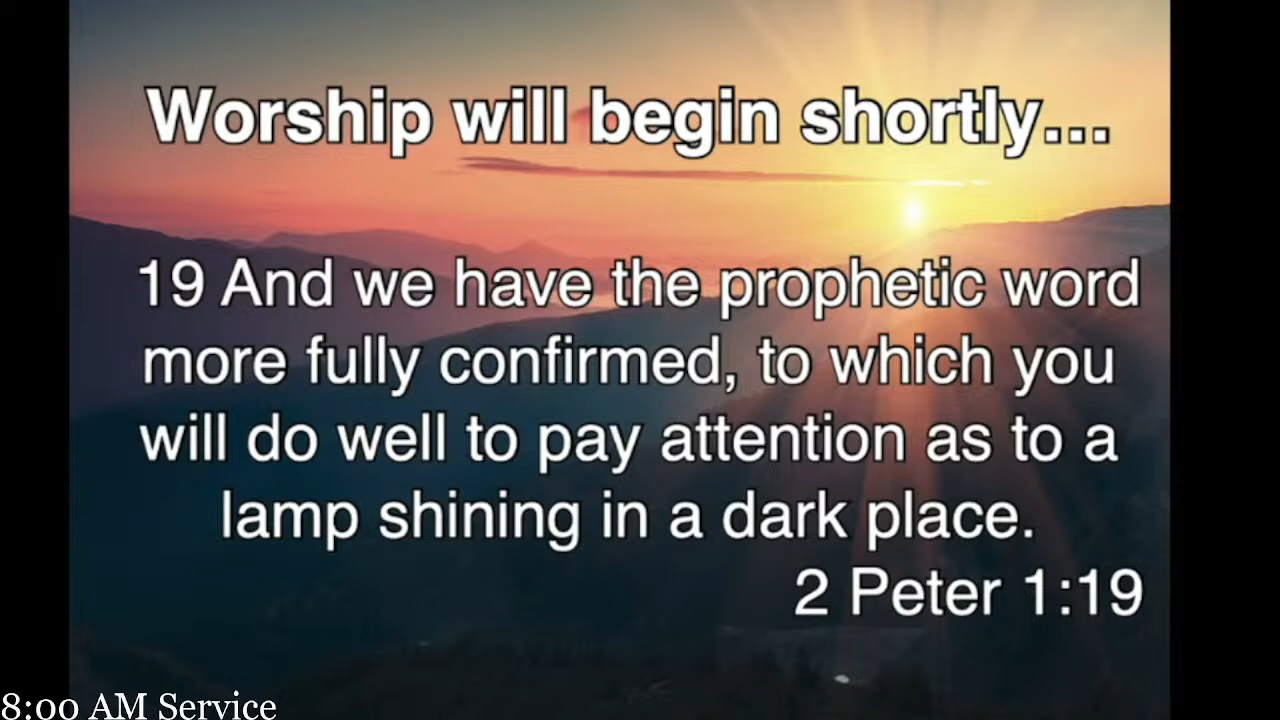 Worship will begin shortly...
19 And we have the prophetic word
more fully confirmed, to which you
will do well to pay attention as to a
lamp shining in a dark place.
2 Peter 1:19
8:00 AM Service